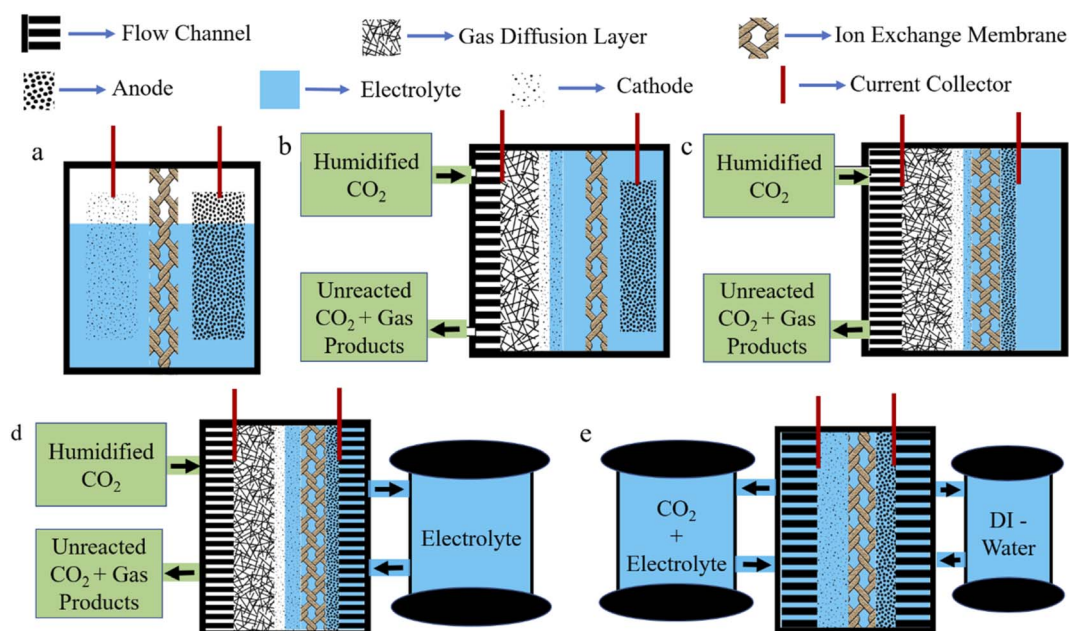 Flow Channel
Gas Diffusion Layer
Ion Exchange Membrane
Anode
Electrolyte
Cathode
Current Collector
a
b
Humidified
CO₂
Unreacted
CO₂ + Gas
Products
c
Humidified
CO₂
Unreacted
CO₂ + Gas
Products
d
Humidified
CO₂
Unreacted
CO₂ + Gas
Products
Electrolyte
e
CO₂
+
Electrolyte
DI -
Water